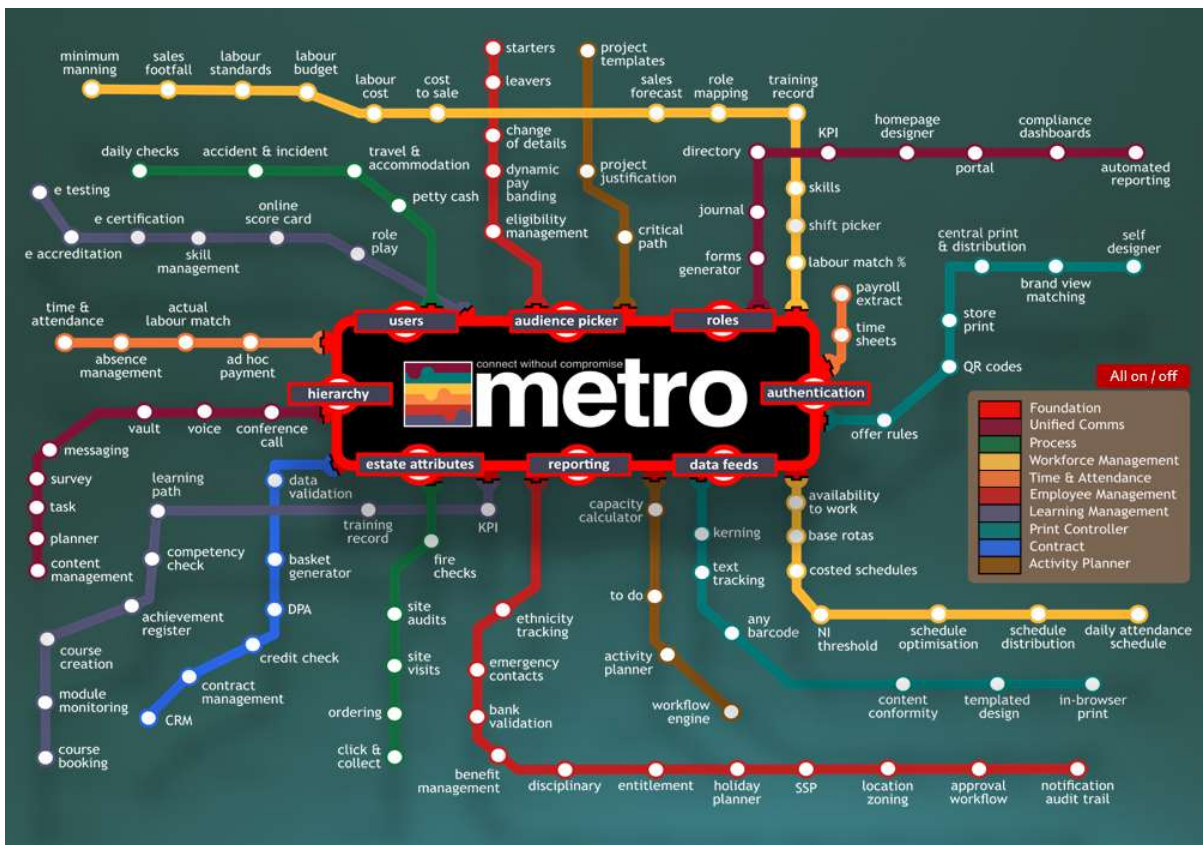 starters
project
templates
leavers
minimum
manning
sales
footfall
labour
standards
labour
budget
labour
cost
cost
to sale
sales
forecast
role
mapping
training
record
change
of details
KPI
homepage
designer
compliance
dashboards
directory
portal
automated
reporting
daily checks
accident & incident
travel &
accommodation
dynamic
pay
banding
project
justification
skills
e testing
petty cash
journal
shift picker
e certification
online
score card
eligibility
management
critical
path
central print
& distribution
self
designer
e accreditation
skill
management
role
play
forms
generator
labour match %
brand view
matching
time &
attendance
actual
labour match
payroll
extract
store
print
users
audience picker
roles
absence
management
ad hoc
payment
time
sheets
connect without compromise
metro
QR codes
All on / off
hierarchy
authentication
Foundation
Unified Comms
Process
Workforce Management
Time & Attendance
Employee Management
Learning Management
Print Controller
Contract
Activity Planner
vault
voice
conference
call
offer rules
messaging
estate attributes
reporting
data feeds
survey
learning
path
data
validation
capacity
calculator
availability
to work
task
training
record
KPI
kerning
base rotas
planner
content
management
competency
check
basket
generator
fire
checks
text
tracking
costed schedules
achievement
register
DPA
site
audits
ethnicity
tracking
to do
any
barcode
NI
threshold
schedule
optimisation
schedule
distribution
daily attendance
schedule
course
creation
credit check
site
visits
emergency
contacts
activity
planner
module
monitoring
contract
management
CRM
ordering
bank
validation
workflow
engine
content
conformity
templated
design
in-browser
print
course
booking
click &
collect
benefit
management
disciplinary
entitlement
holiday
planner
SSP
location
zoning
approval
workflow
notification
audit trail